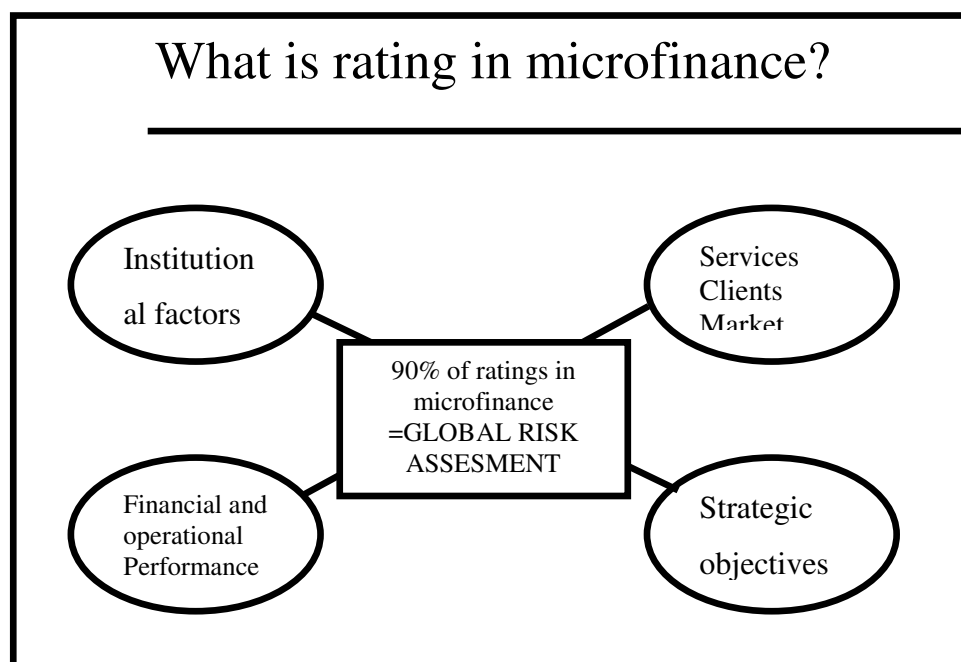 What is rating in microfinance?
Institution
al factors
Services
Clients
Market
90% of ratings in
microfinance
=GLOBAL RISK
ASSESMENT
Financial and
operational
Performance
Strategic
objectives